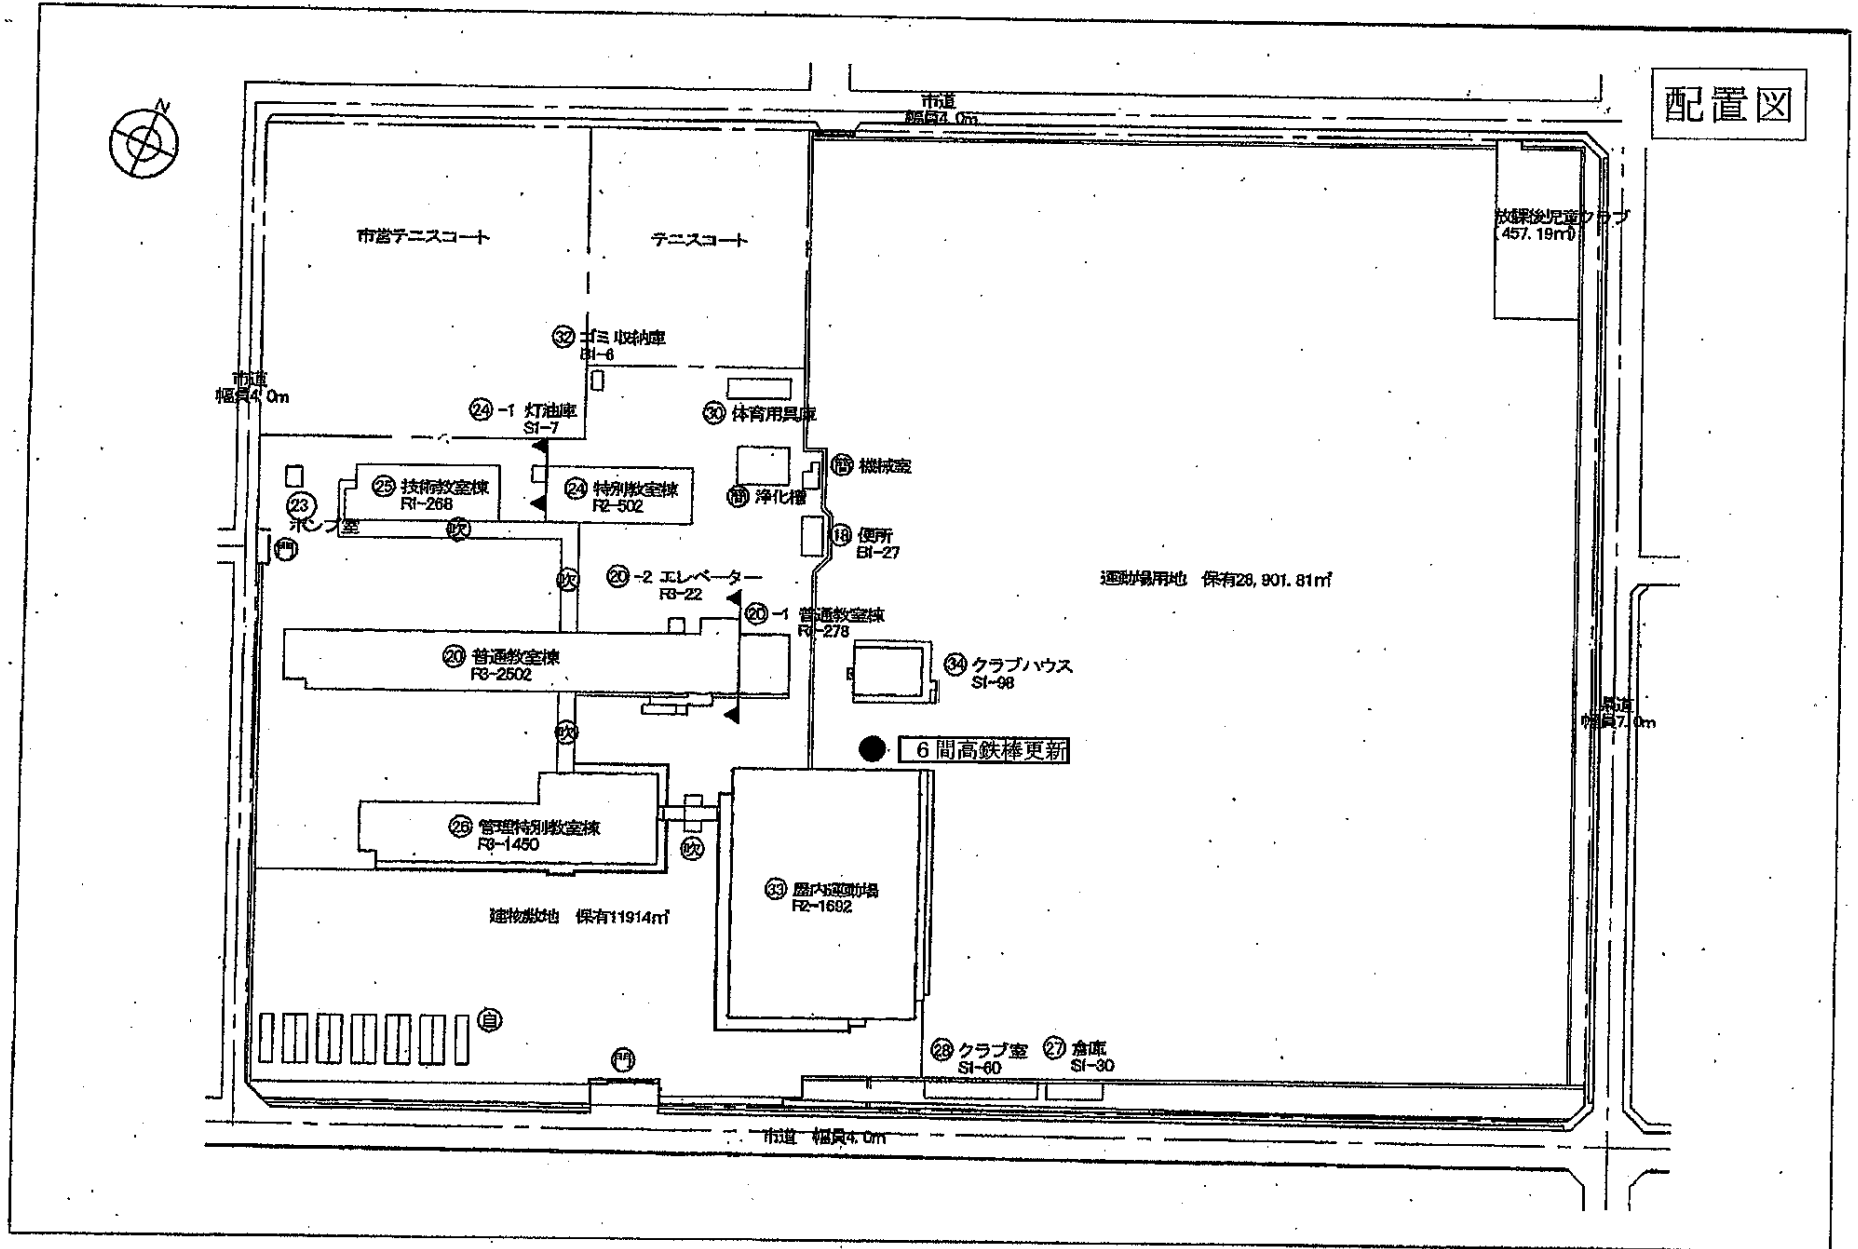 配置図
N
市道
幅員4.0m
放課後児童クラブ
(457.19㎡)
市営テニスコート
テニスコート
㉜ ゴミ収納庫
B1-6
市道
幅員4.0m
㉔-1 灯油庫
S1-7
㉚ 体育用具庫
㉕ 技術教室棟
R1-268
㉔ 特別教室棟
R2-502
簡 機械室
簡 浄化槽
㉓
ポンプ室
吹
門
⑱ 便所
B1-27
吹
⑳-2 エレベーター
R3-22
運動場用地 保有28,901.81㎡
⑳-1 普通教室棟
-278
⑳ 普通教室棟
R3-2502
㉞ クラブハウス
S1-98
県道
幅員7.0m
吹
6間高鉄棒更新
㉖ 管理特別教室棟
R3-1450
吹
㉝ 屋内運動場
R2-1692
建物敷地 保有11914㎡
自
門
㉘ クラブ室
S1-60
㉗ 倉庫
S1-30
市道 幅員4.0m